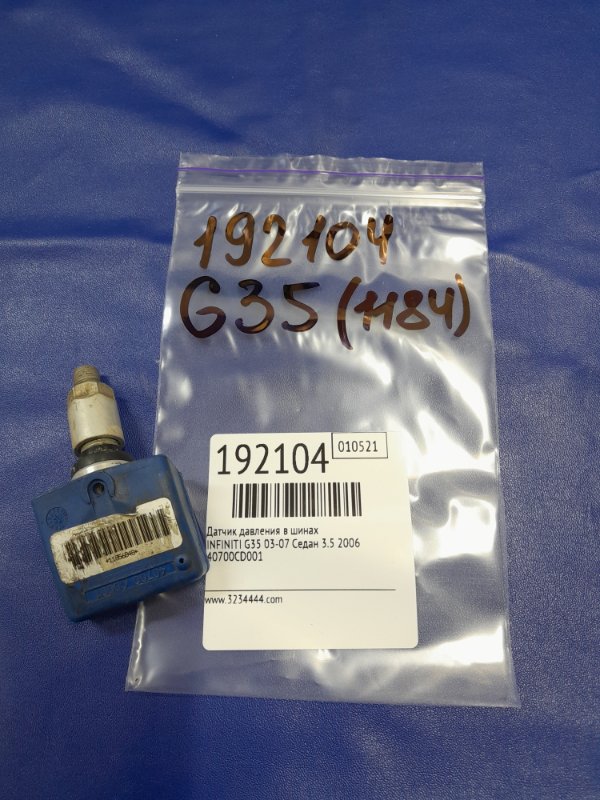 192104
G35 (1184)
192104
010521
Датчик давления в шинах
INFINITI G35 03-07 Седан 3.5 2006
40700CD001
www.3234444.com